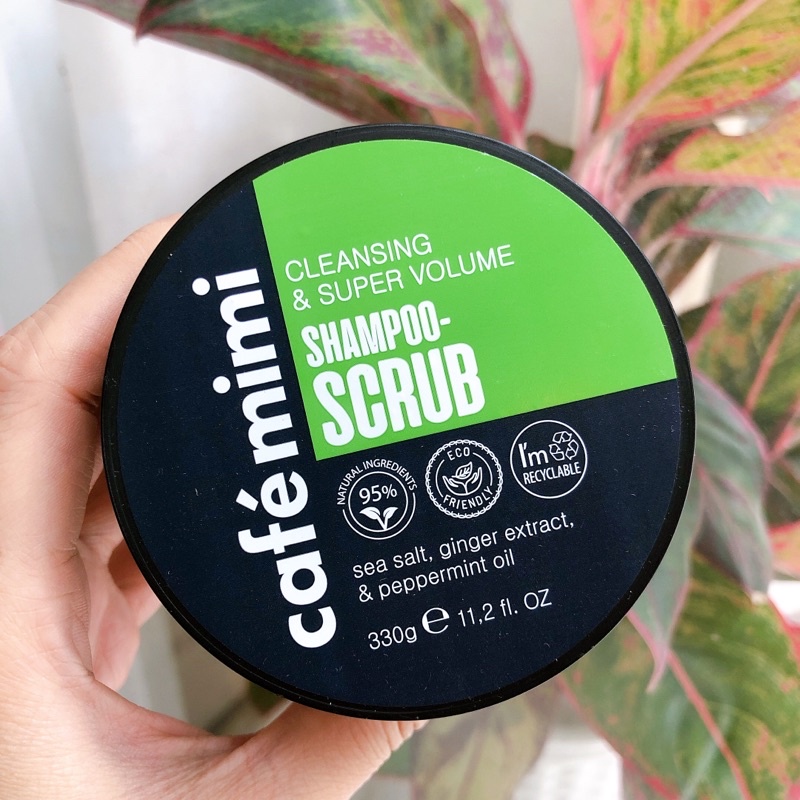 café mimi
CLEANSING
& SUPER VOLUME
SHAMPOO-
SCRUB
NATURAL INGREDIENTS
95%
ECO
FRIENDLY
I'm
RECYCLABLE
sea salt, ginger extract,
& peppermint oil
330g ℮ 11,2 fl. OZ